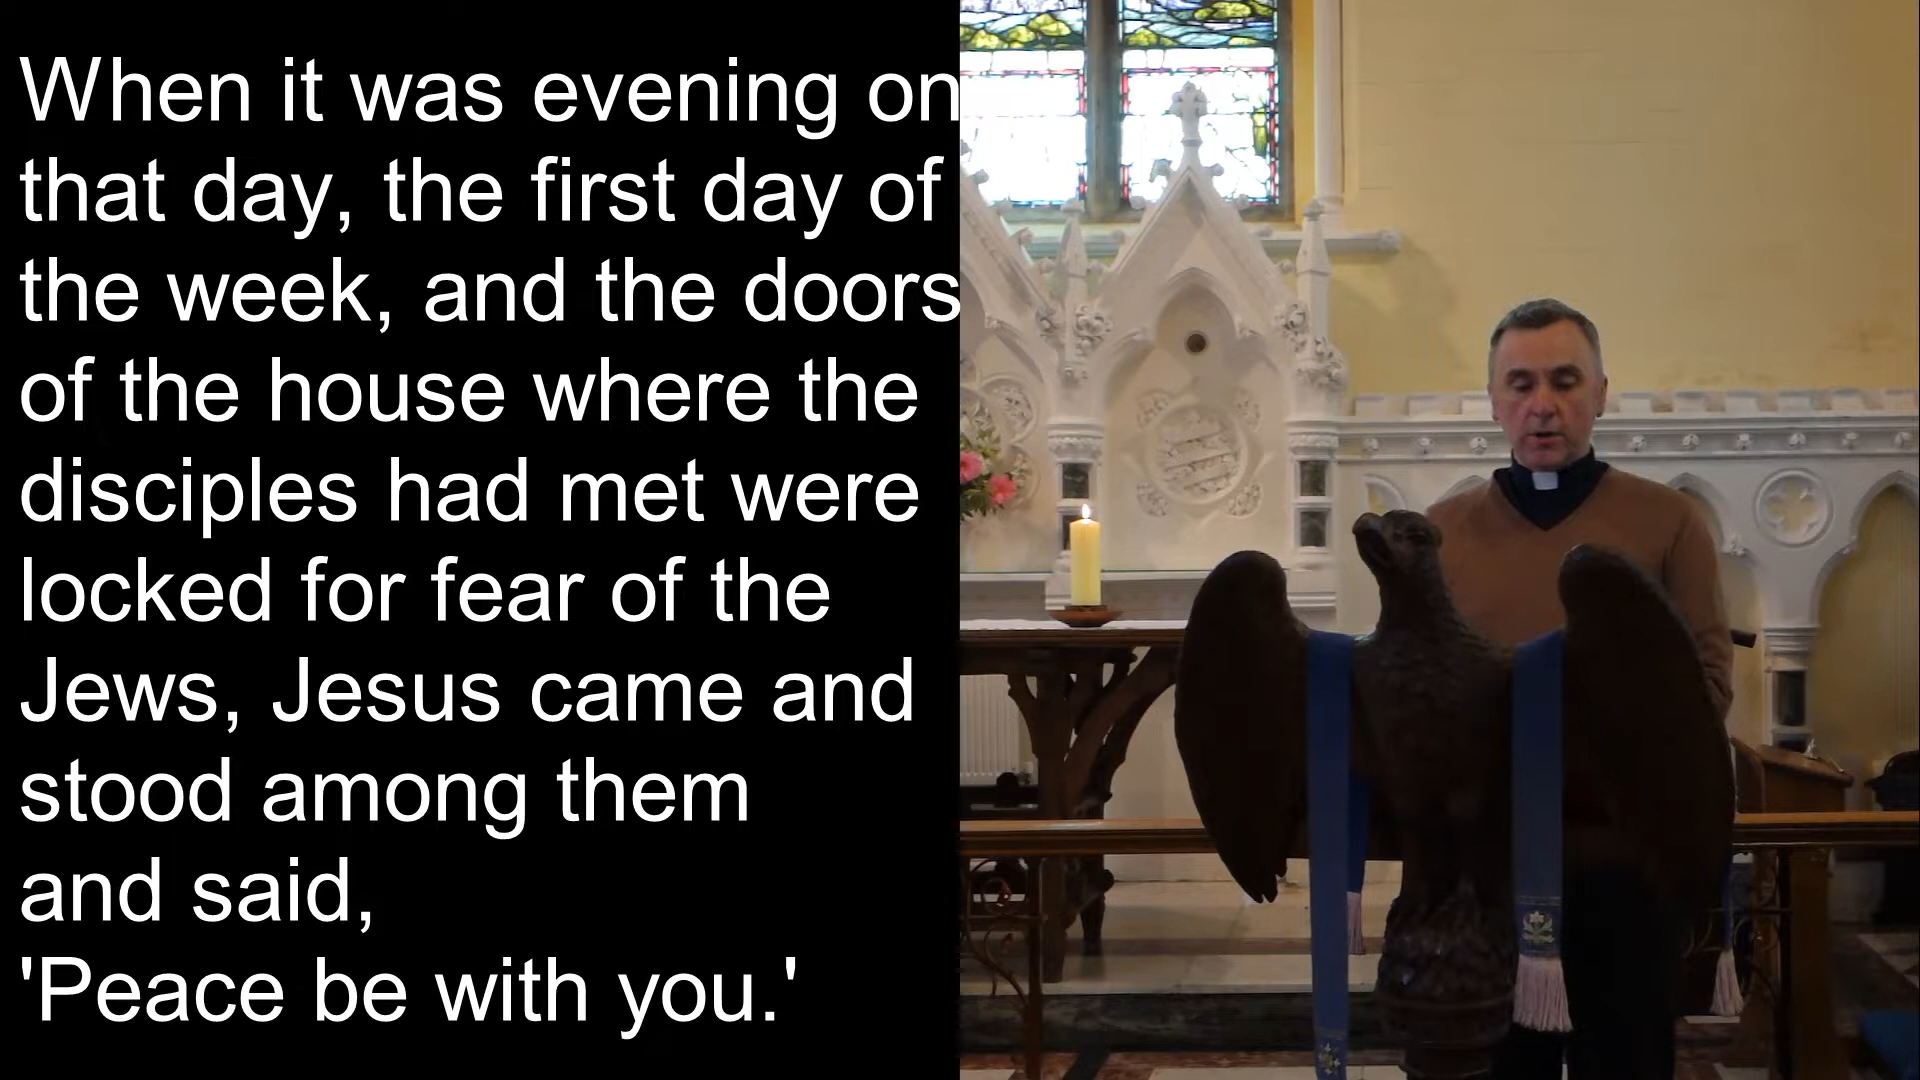 When it was evening on
that day, the first day of
the week, and the doors
of the house where the
disciples had met were
locked for fear of the
Jews, Jesus came and
stood among them
and said,
'Peace be with you.'